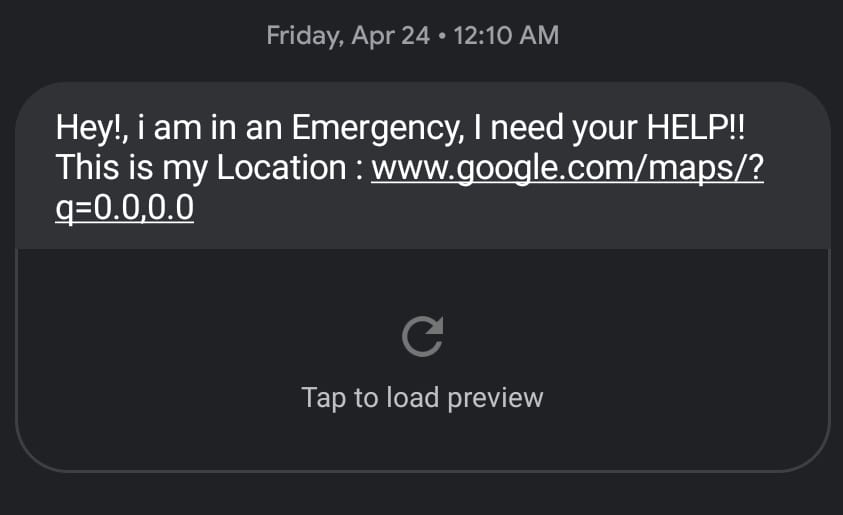 Friday, Apr 24 • 12:10 AM
Hey!, i am in an Emergency, I need your HELP!!
This is my Location : www.google.com/maps/?
q=0.0,0.0
Tap to load preview